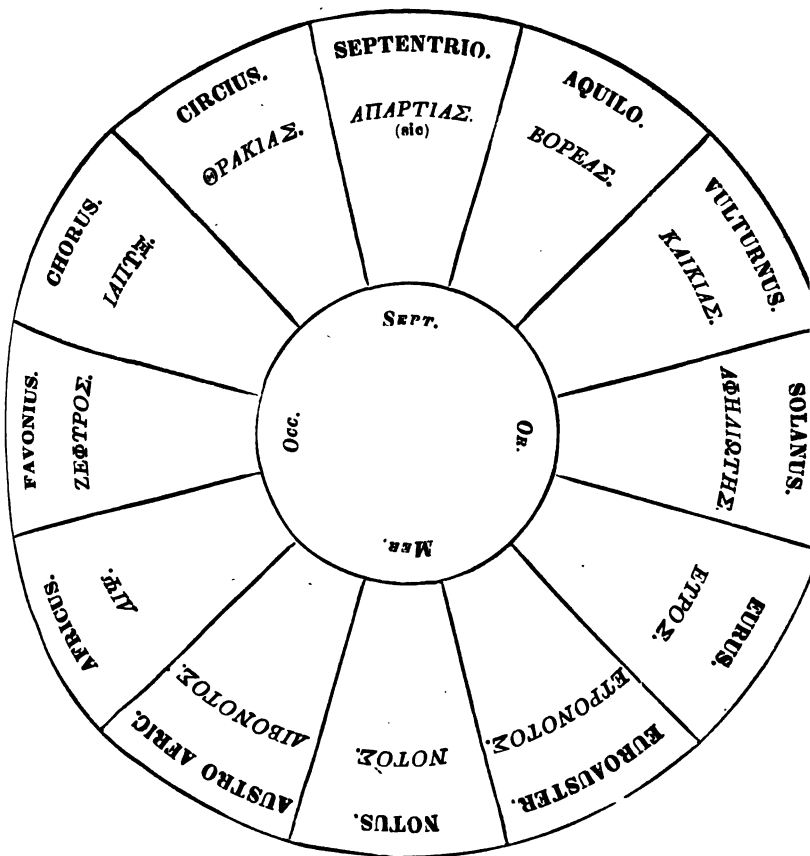 SEPTENTRIO.
ΑΠΑΡΤΙΑΣ.
(sic)
AQUILO.
ΒΟΡΕΑΣ.
VULTURNUS.
ΚΑΙΚΙΑΣ.
SOLANUS.
ΑΦΗΛΙΩΤΗΣ.
EURUS.
ΕΥΡΟΣ.
EUROAUSTER.
ΕΥΡΟΝΟΤΟΣ.
NOTUS.
ΝΟΤΟΣ.
AUSTRO AFRIC.
ΛΙΒΟΝΟΤΟΣ.
AFRICUS.
ΛΙΨ.
FAVONIUS.
ΖΕΦΥΡΟΣ.
CHORUS.
ΙΑΠΥΞ.
CIRCIUS.
ΘΡΑΚΙΑΣ.
SEPT.
OR.
MER.
OCC.